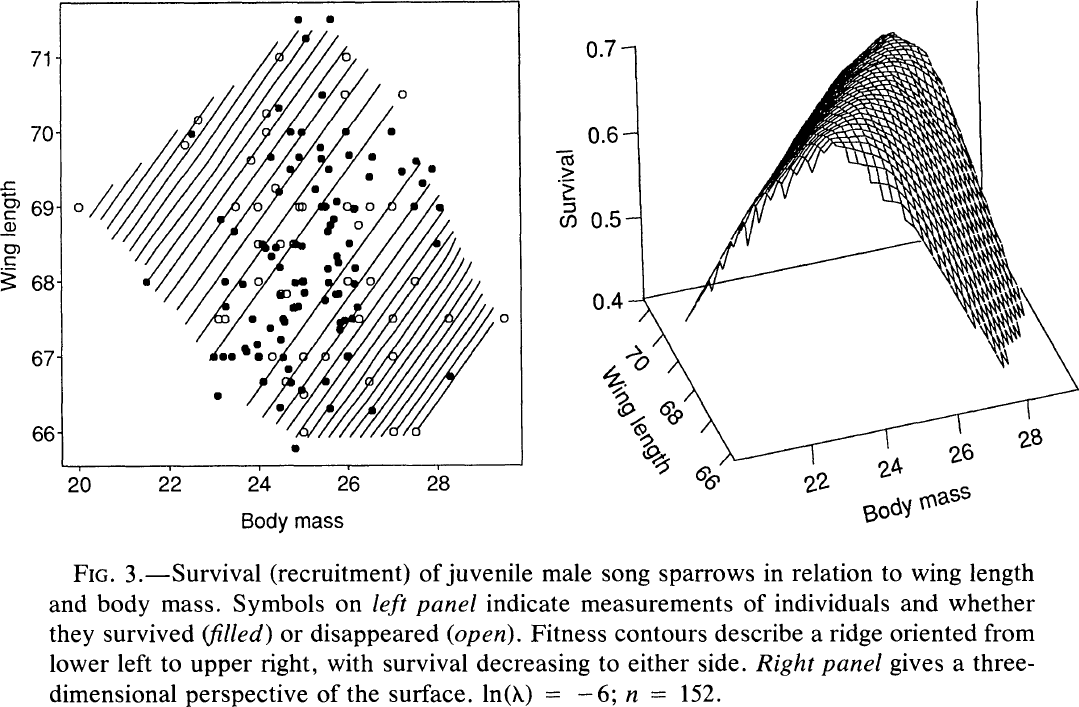 71
70
69
68
67
66
Wing length
20
22
24
26
28
Body mass
0.7
0.6
0.5
0.4
Survival
70
68
66
Wing length
22
24
26
28
Body mass
FIG. 3.—Survival (recruitment) of juvenile male song sparrows in relation to wing length
and body mass. Symbols on left panel indicate measurements of individuals and whether
they survived (filled) or disappeared (open). Fitness contours describe a ridge oriented from
lower left to upper right, with survival decreasing to either side. Right panel gives a three-
dimensional perspective of the surface. ln(λ) = −6; n = 152.